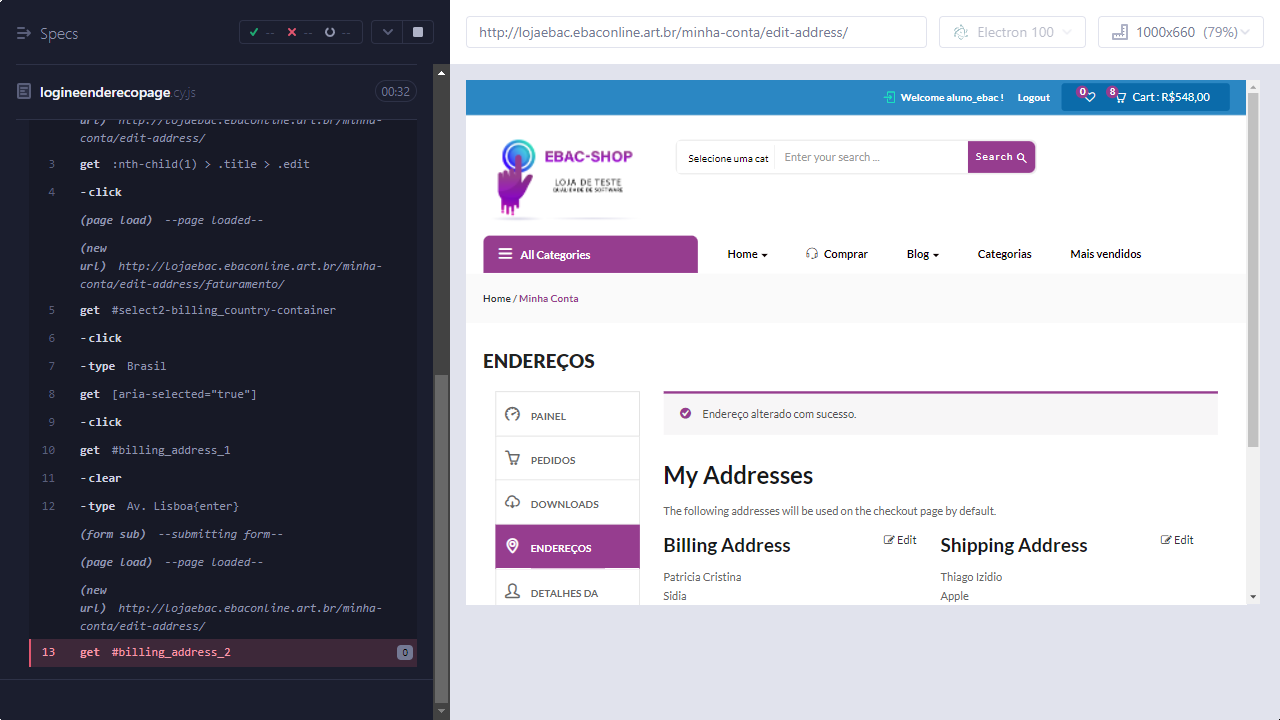 Specs
--
--
--
http://lojaebac.ebaconline.art.br/minha-conta/edit-address/
Electron 100
1000x660 (79%)
logineenderecopage.cy.js
00:32
url) http://lojaebac.ebaconline.art.br/minha-
conta/edit-address/
3 get :nth-child(1) > .title > .edit
4 -click
(page load) --page loaded--
(new
url) http://lojaebac.ebaconline.art.br/minha-
conta/edit-address/faturamento/
5 get #select2-billing_country-container
6 -click
7 -type Brasil
8 get [aria-selected="true"]
9 -click
10 get #billing_address_1
11 -clear
12 -type Av. Lisboa{enter}
(form sub) --submitting form--
(page load) --page loaded--
(new
url) http://lojaebac.ebaconline.art.br/minha-
conta/edit-address/
13 get #billing_address_2 0
Welcome aluno_ebac !
Logout
0
8
Cart : R$548,00
EBAC-SHOP
LOJA DE TESTE
QUALIDADE DE SOFTWARE
Selecione uma cat
Enter your search ...
Search
All Categories
Home
Comprar
Blog
Categorias
Mais vendidos
Home / Minha Conta
ENDEREÇOS
PAINEL
PEDIDOS
DOWNLOADS
ENDEREÇOS
DETALHES DA
Endereço alterado com sucesso.
My Addresses
The following addresses will be used on the checkout page by default.
Billing Address
Edit
Patricia Cristina
Sidia
Shipping Address
Edit
Thiago Izidio
Apple